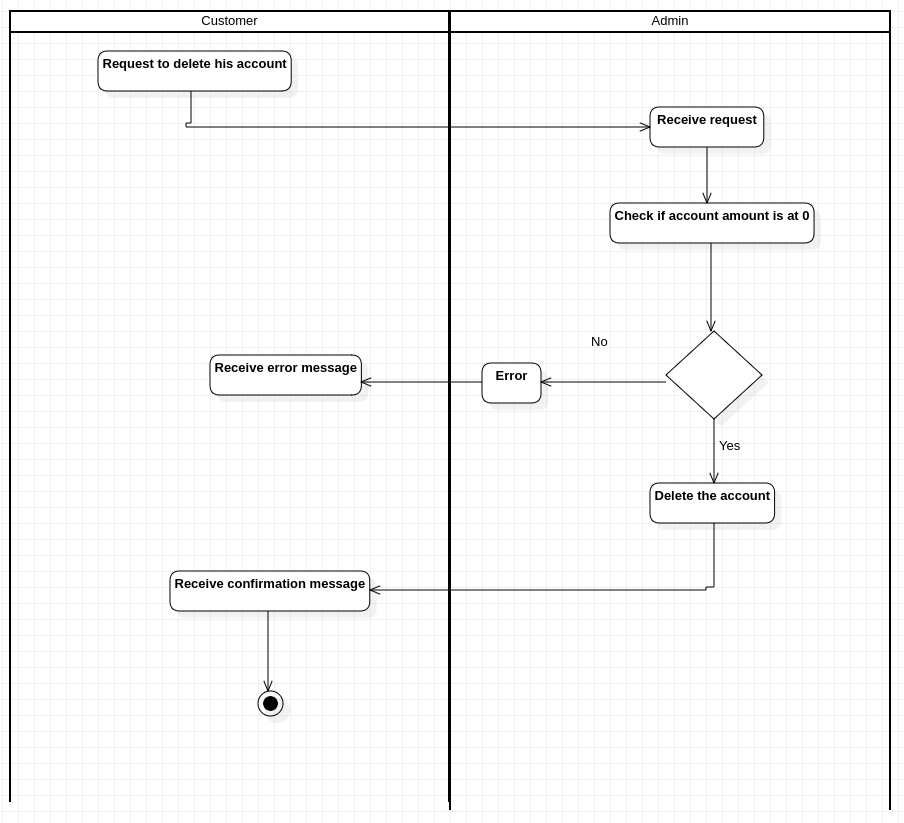 Customer
Admin
Request to delete his account
Receive request
Check if account amount is at 0
No
Receive error message
Error
Yes
Delete the account
Receive confirmation message